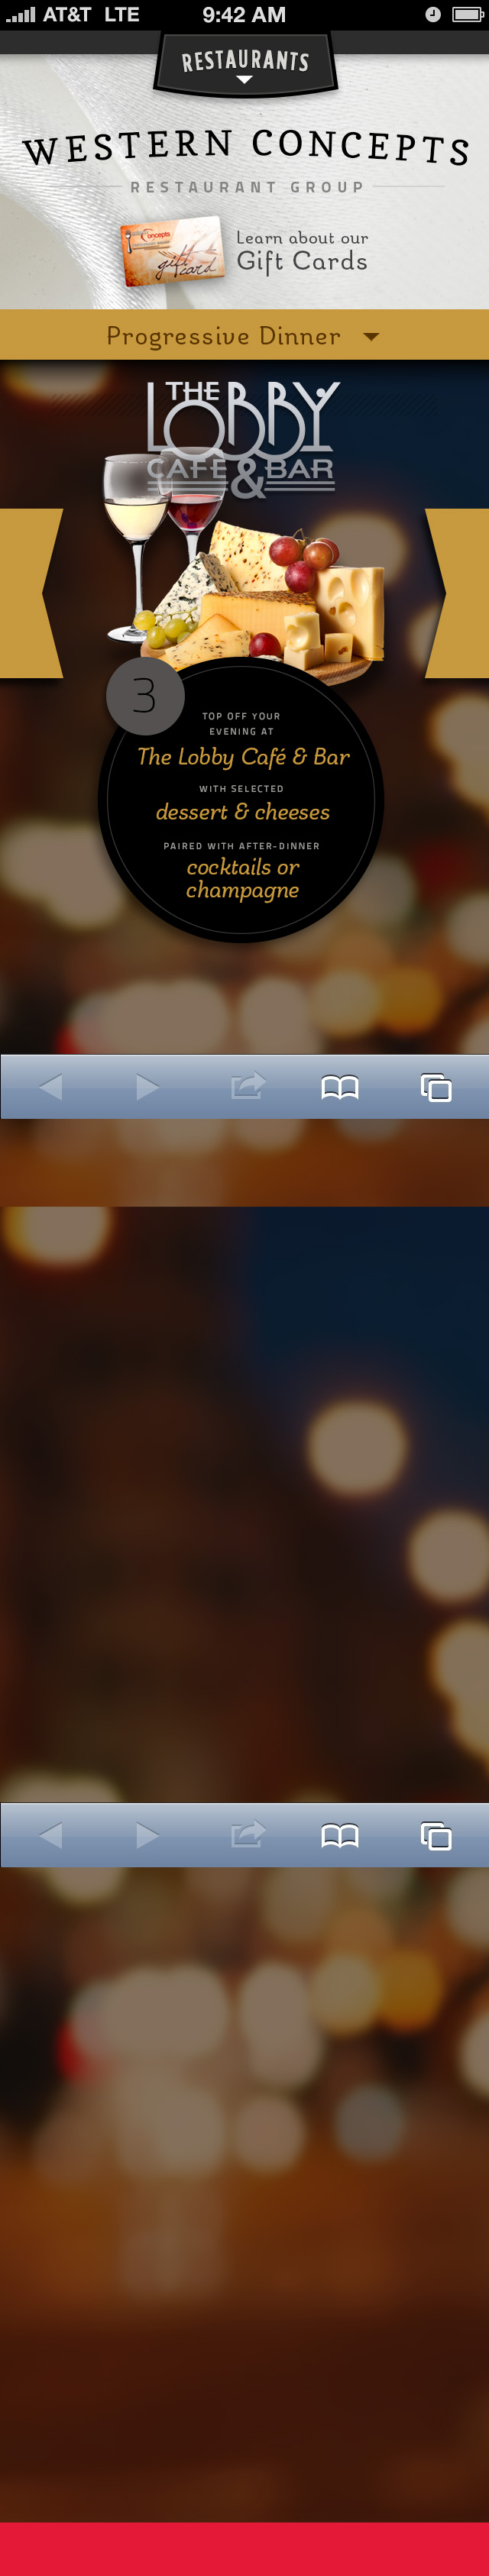 AT&T LTE 9:42 AM
RESTAURANTS
WESTERN CONCEPTS
RESTAURANT GROUP
concepts
gift
card
Learn about our
Gift Cards
Progressive Dinner
THE
LOBBY
CAFE & BAR
3
TOP OFF YOUR
EVENING AT
The Lobby Café & Bar
WITH SELECTED
dessert & cheeses
PAIRED WITH AFTER-DINNER
cocktails or
champagne